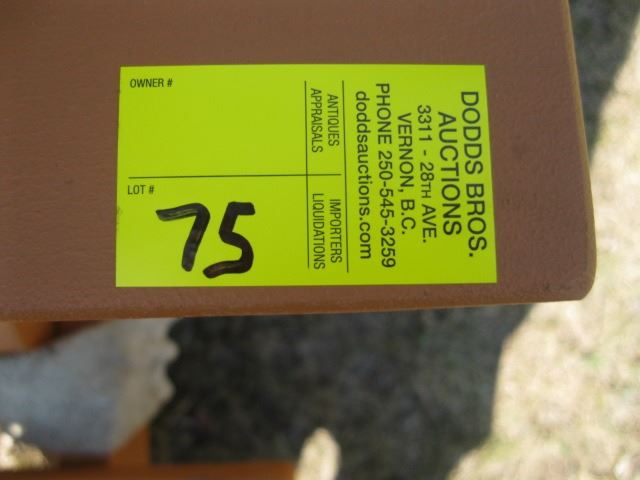 DODDS BROS.
AUCTIONS
3311 - 28TH AVE.
VERNON, B.C.
PHONE 250-545-3259
doddsauctions.com
ANTIQUES
APPRAISALS
IMPORTERS
LIQUIDATIONS
OWNER #
LOT #
75